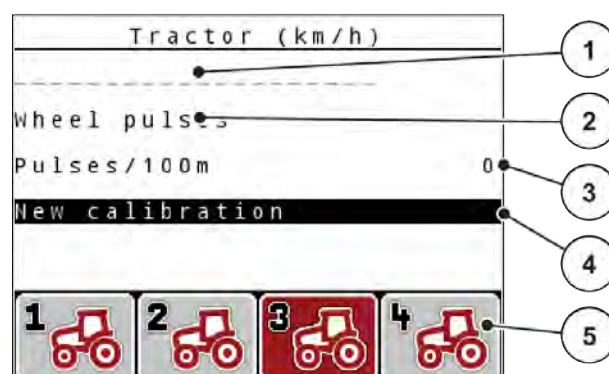 Tractor (km/h)
1
Wheel pulses
2
Pulses/100m 0
3
New calibration
4
1 2 3 4
5